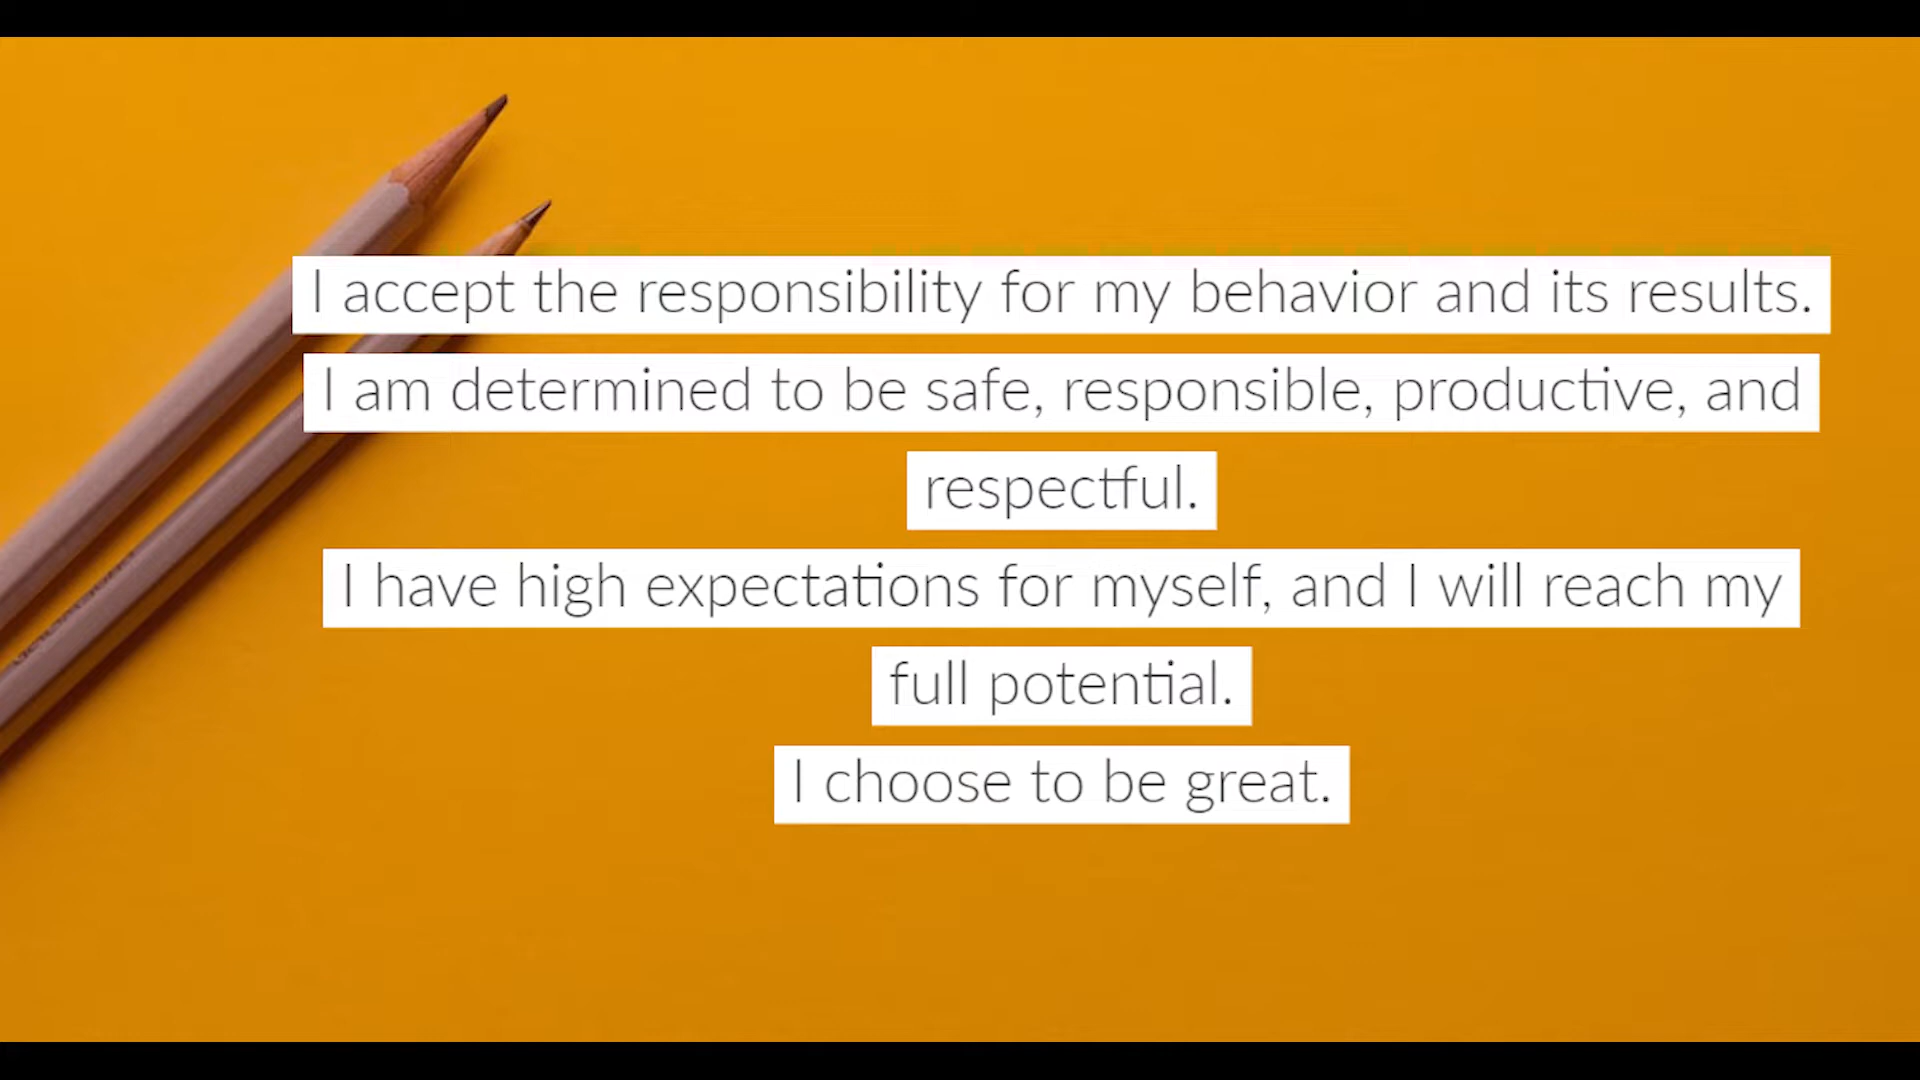 I accept the responsibility for my behavior and its results.
I am determined to be safe, responsible, productive, and
respectful.
I have high expectations for myself, and I will reach my
full potential.
I choose to be great.